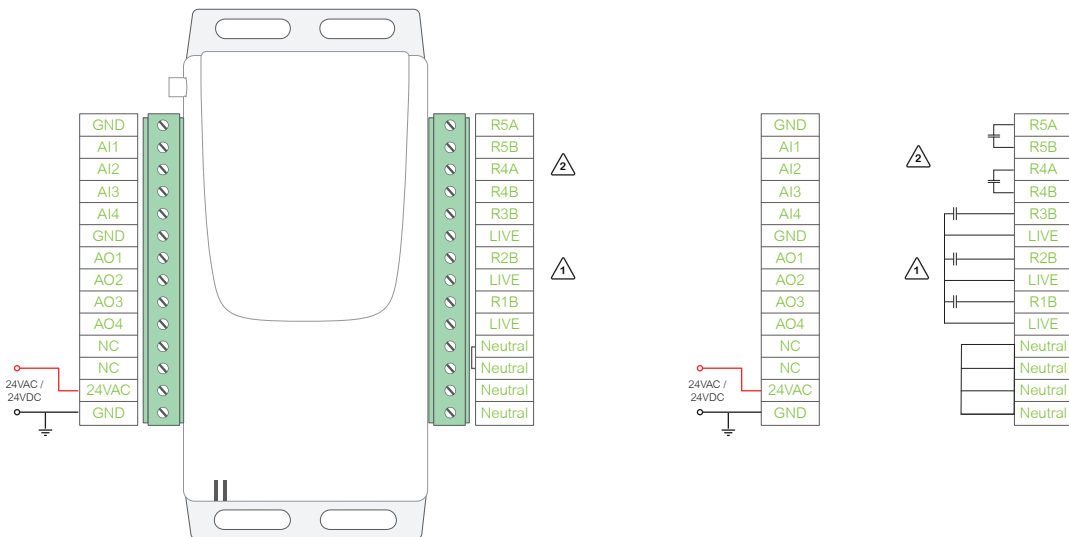 GND
AI1
AI2
AI3
AI4
GND
AO1
AO2
AO3
AO4
NC
NC
24VAC
GND
24VAC /
24VDC
R5A
R5B
R4A
R4B
R3B
LIVE
R2B
LIVE
R1B
LIVE
Neutral
Neutral
Neutral
Neutral
2
1
GND
AI1
AI2
AI3
AI4
GND
AO1
AO2
AO3
AO4
NC
NC
24VAC
GND
24VAC /
24VDC
2
1
R5A
R5B
R4A
R4B
R3B
LIVE
R2B
LIVE
R1B
LIVE
Neutral
Neutral
Neutral
Neutral